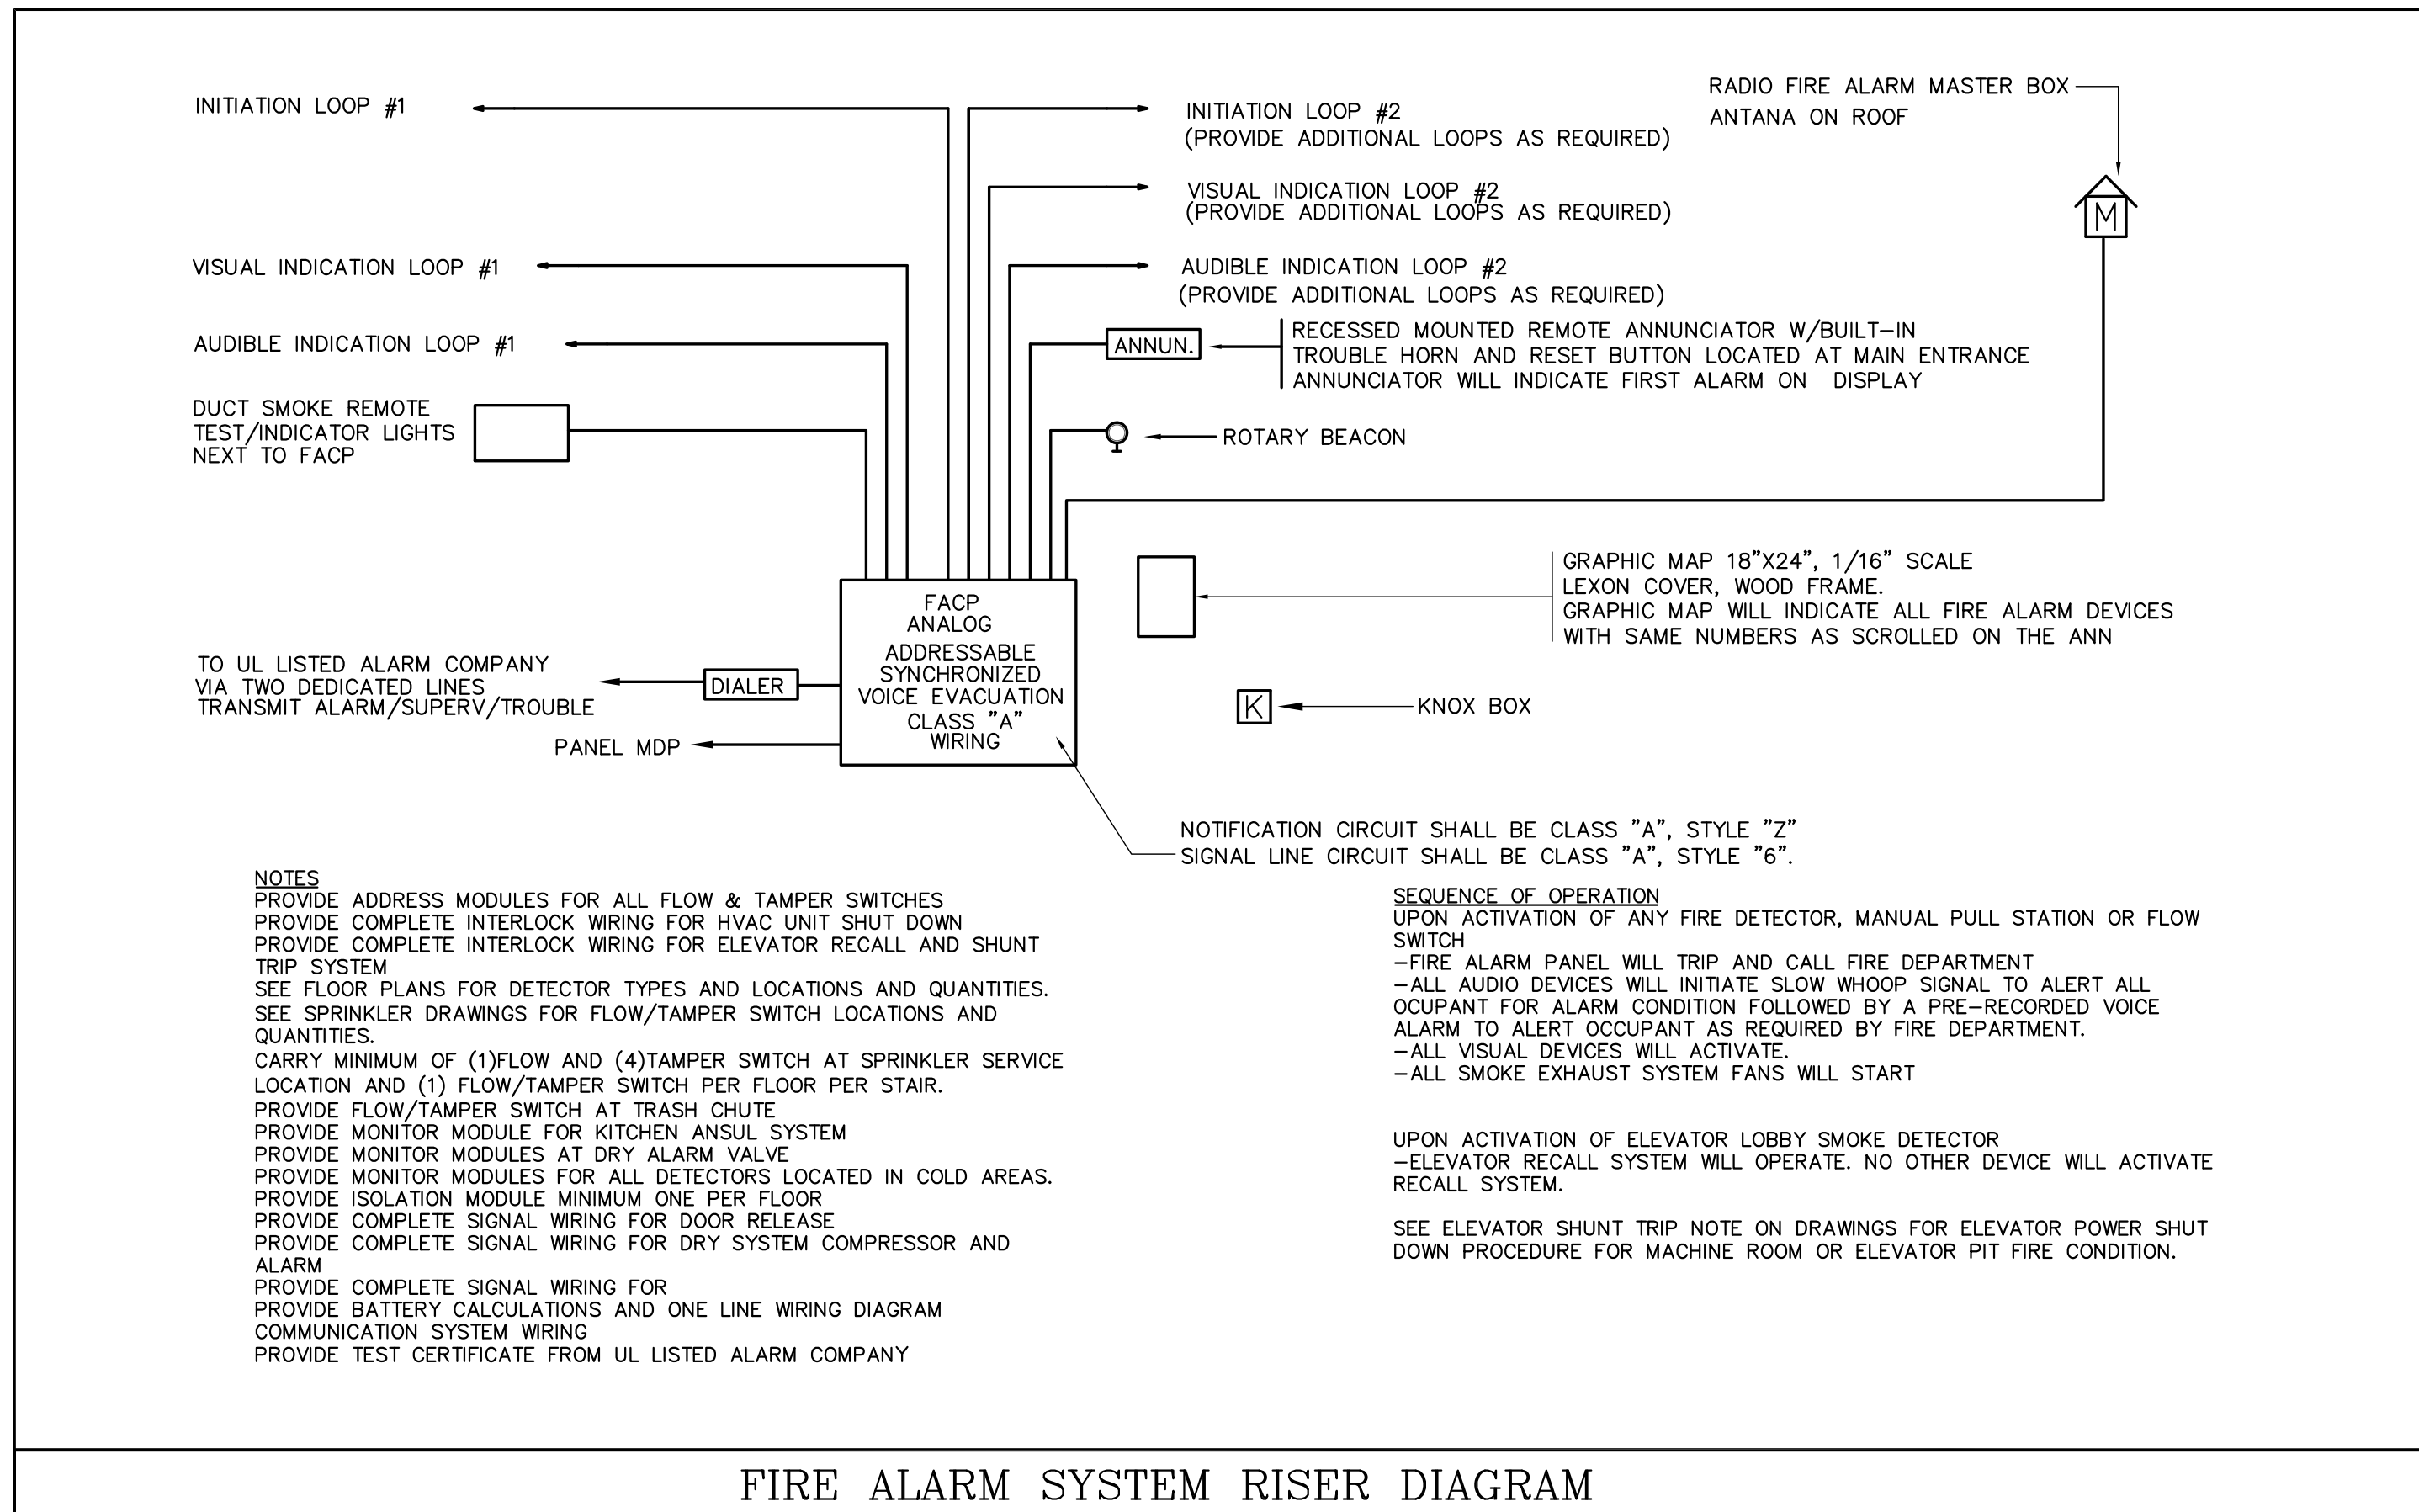 INITIATION LOOP #1
INITIATION LOOP #2
(PROVIDE ADDITIONAL LOOPS AS REQUIRED)
RADIO FIRE ALARM MASTER BOX
ANTANA ON ROOF
M
VISUAL INDICATION LOOP #2
(PROVIDE ADDITIONAL LOOPS AS REQUIRED)
VISUAL INDICATION LOOP #1
AUDIBLE INDICATION LOOP #2
(PROVIDE ADDITIONAL LOOPS AS REQUIRED)
AUDIBLE INDICATION LOOP #1
ANNUN.
RECESSED MOUNTED REMOTE ANNUNCIATOR W/BUILT-IN
TROUBLE HORN AND RESET BUTTON LOCATED AT MAIN ENTRANCE
ANNUNCIATOR WILL INDICATE FIRST ALARM ON DISPLAY
DUCT SMOKE REMOTE
TEST/INDICATOR LIGHTS
NEXT TO FACP
ROTARY BEACON
GRAPHIC MAP 18"X24", 1/16" SCALE
LEXON COVER, WOOD FRAME.
GRAPHIC MAP WILL INDICATE ALL FIRE ALARM DEVICES
WITH SAME NUMBERS AS SCROLLED ON THE ANN
FACP
ANALOG
ADDRESSABLE
SYNCHRONIZED
VOICE EVACUATION
CLASS "A"
WIRING
TO UL LISTED ALARM COMPANY
VIA TWO DEDICATED LINES
TRANSMIT ALARM/SUPERV/TROUBLE
DIALER
PANEL MDP
K
KNOX BOX
NOTIFICATION CIRCUIT SHALL BE CLASS "A", STYLE "Z"
SIGNAL LINE CIRCUIT SHALL BE CLASS "A", STYLE "6".
NOTES
PROVIDE ADDRESS MODULES FOR ALL FLOW & TAMPER SWITCHES
PROVIDE COMPLETE INTERLOCK WIRING FOR HVAC UNIT SHUT DOWN
PROVIDE COMPLETE INTERLOCK WIRING FOR ELEVATOR RECALL AND SHUNT
TRIP SYSTEM
SEE FLOOR PLANS FOR DETECTOR TYPES AND LOCATIONS AND QUANTITIES.
SEE SPRINKLER DRAWINGS FOR FLOW/TAMPER SWITCH LOCATIONS AND
QUANTITIES.
CARRY MINIMUM OF (1)FLOW AND (4)TAMPER SWITCH AT SPRINKLER SERVICE
LOCATION AND (1) FLOW/TAMPER SWITCH PER FLOOR PER STAIR.
PROVIDE FLOW/TAMPER SWITCH AT TRASH CHUTE
PROVIDE MONITOR MODULE FOR KITCHEN ANSUL SYSTEM
PROVIDE MONITOR MODULES AT DRY ALARM VALVE
PROVIDE MONITOR MODULES FOR ALL DETECTORS LOCATED IN COLD AREAS.
PROVIDE ISOLATION MODULE MINIMUM ONE PER FLOOR
PROVIDE COMPLETE SIGNAL WIRING FOR DOOR RELEASE
PROVIDE COMPLETE SIGNAL WIRING FOR DRY SYSTEM COMPRESSOR AND
ALARM
PROVIDE COMPLETE SIGNAL WIRING FOR
PROVIDE BATTERY CALCULATIONS AND ONE LINE WIRING DIAGRAM
COMMUNICATION SYSTEM WIRING
PROVIDE TEST CERTIFICATE FROM UL LISTED ALARM COMPANY
SEQUENCE OF OPERATION
UPON ACTIVATION OF ANY FIRE DETECTOR, MANUAL PULL STATION OR FLOW
SWITCH
-FIRE ALARM PANEL WILL TRIP AND CALL FIRE DEPARTMENT
-ALL AUDIO DEVICES WILL INITIATE SLOW WHOOP SIGNAL TO ALERT ALL
OCUPANT FOR ALARM CONDITION FOLLOWED BY A PRE-RECORDED VOICE
ALARM TO ALERT OCCUPANT AS REQUIRED BY FIRE DEPARTMENT.
-ALL VISUAL DEVICES WILL ACTIVATE.
-ALL SMOKE EXHAUST SYSTEM FANS WILL START
UPON ACTIVATION OF ELEVATOR LOBBY SMOKE DETECTOR
-ELEVATOR RECALL SYSTEM WILL OPERATE. NO OTHER DEVICE WILL ACTIVATE
RECALL SYSTEM.
SEE ELEVATOR SHUNT TRIP NOTE ON DRAWINGS FOR ELEVATOR POWER SHUT
DOWN PROCEDURE FOR MACHINE ROOM OR ELEVATOR PIT FIRE CONDITION.
FIRE ALARM SYSTEM RISER DIAGRAM